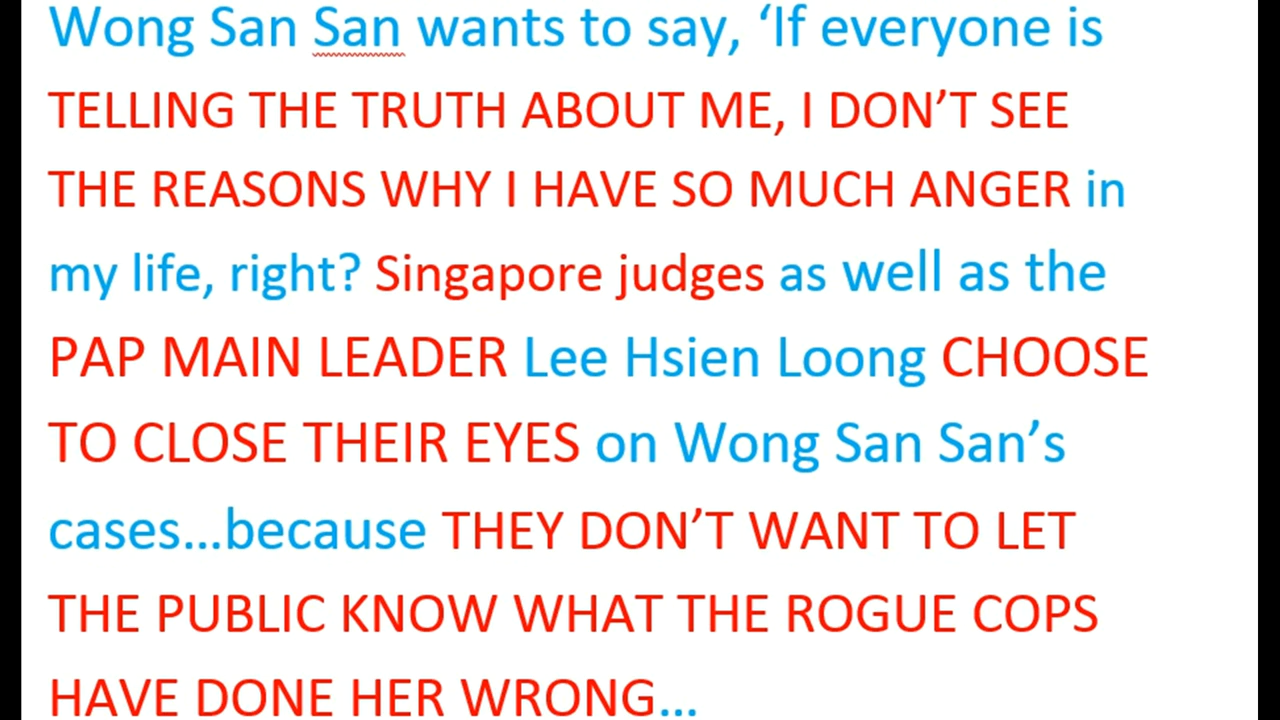 Wong San San wants to say, ‘If everyone is
TELLING THE TRUTH ABOUT ME, I DON’T SEE
THE REASONS WHY I HAVE SO MUCH ANGER in
my life, right? Singapore judges as well as the
PAP MAIN LEADER Lee Hsien Loong CHOOSE
TO CLOSE THEIR EYES on Wong San San’s
cases…because THEY DON’T WANT TO LET
THE PUBLIC KNOW WHAT THE ROGUE COPS
HAVE DONE HER WRONG…